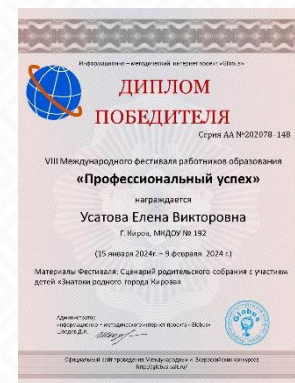 Информационно – методический интернет проект «Globus»
ДИПЛОМ
ПОБЕДИТЕЛЯ
Серия АА №202078-148
VIII Международного фестиваля работников образования
«Профессиональный успех»
награждается
Усатова Елена Викторовна
Г. Киров, МКДОУ № 192
(15 января 2024г. – 9 февраля 2024 г.)
Материалы Фестиваля: Сценарий родительского собрания с участием
детей «Знатоки родного города Кирова»
Администратор
информационно – методического интернет проекта «Globus»
Globus
Официальный сайт проведения Международных и Всероссийских конкурсов